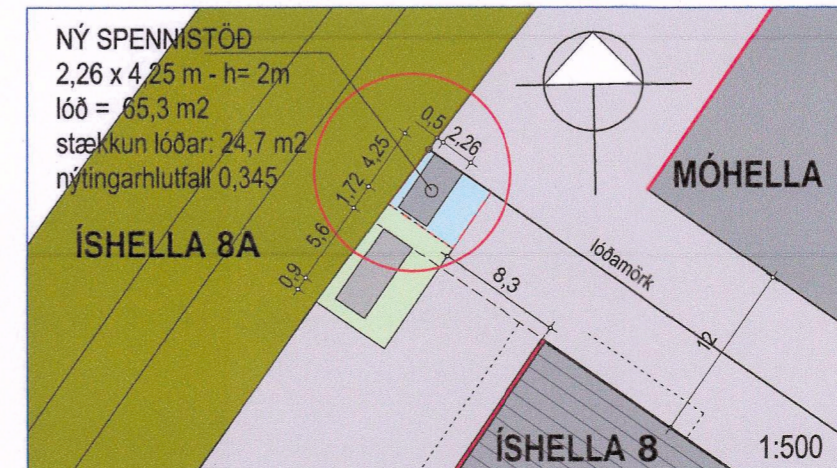 NÝ SPENNISTÖÐ
2,26 x 4,25 m - h= 2m
lóð = 65,3 m2
stækkun lóðar: 24,7 m2
nýtingarhlutfall 0,345
ÍSHELLA 8A
0,5
2,26
4,25
1,72
5,6
0,9
8,3
MÓHELLA
lóðamörk
12
ÍSHELLA 8
1:500